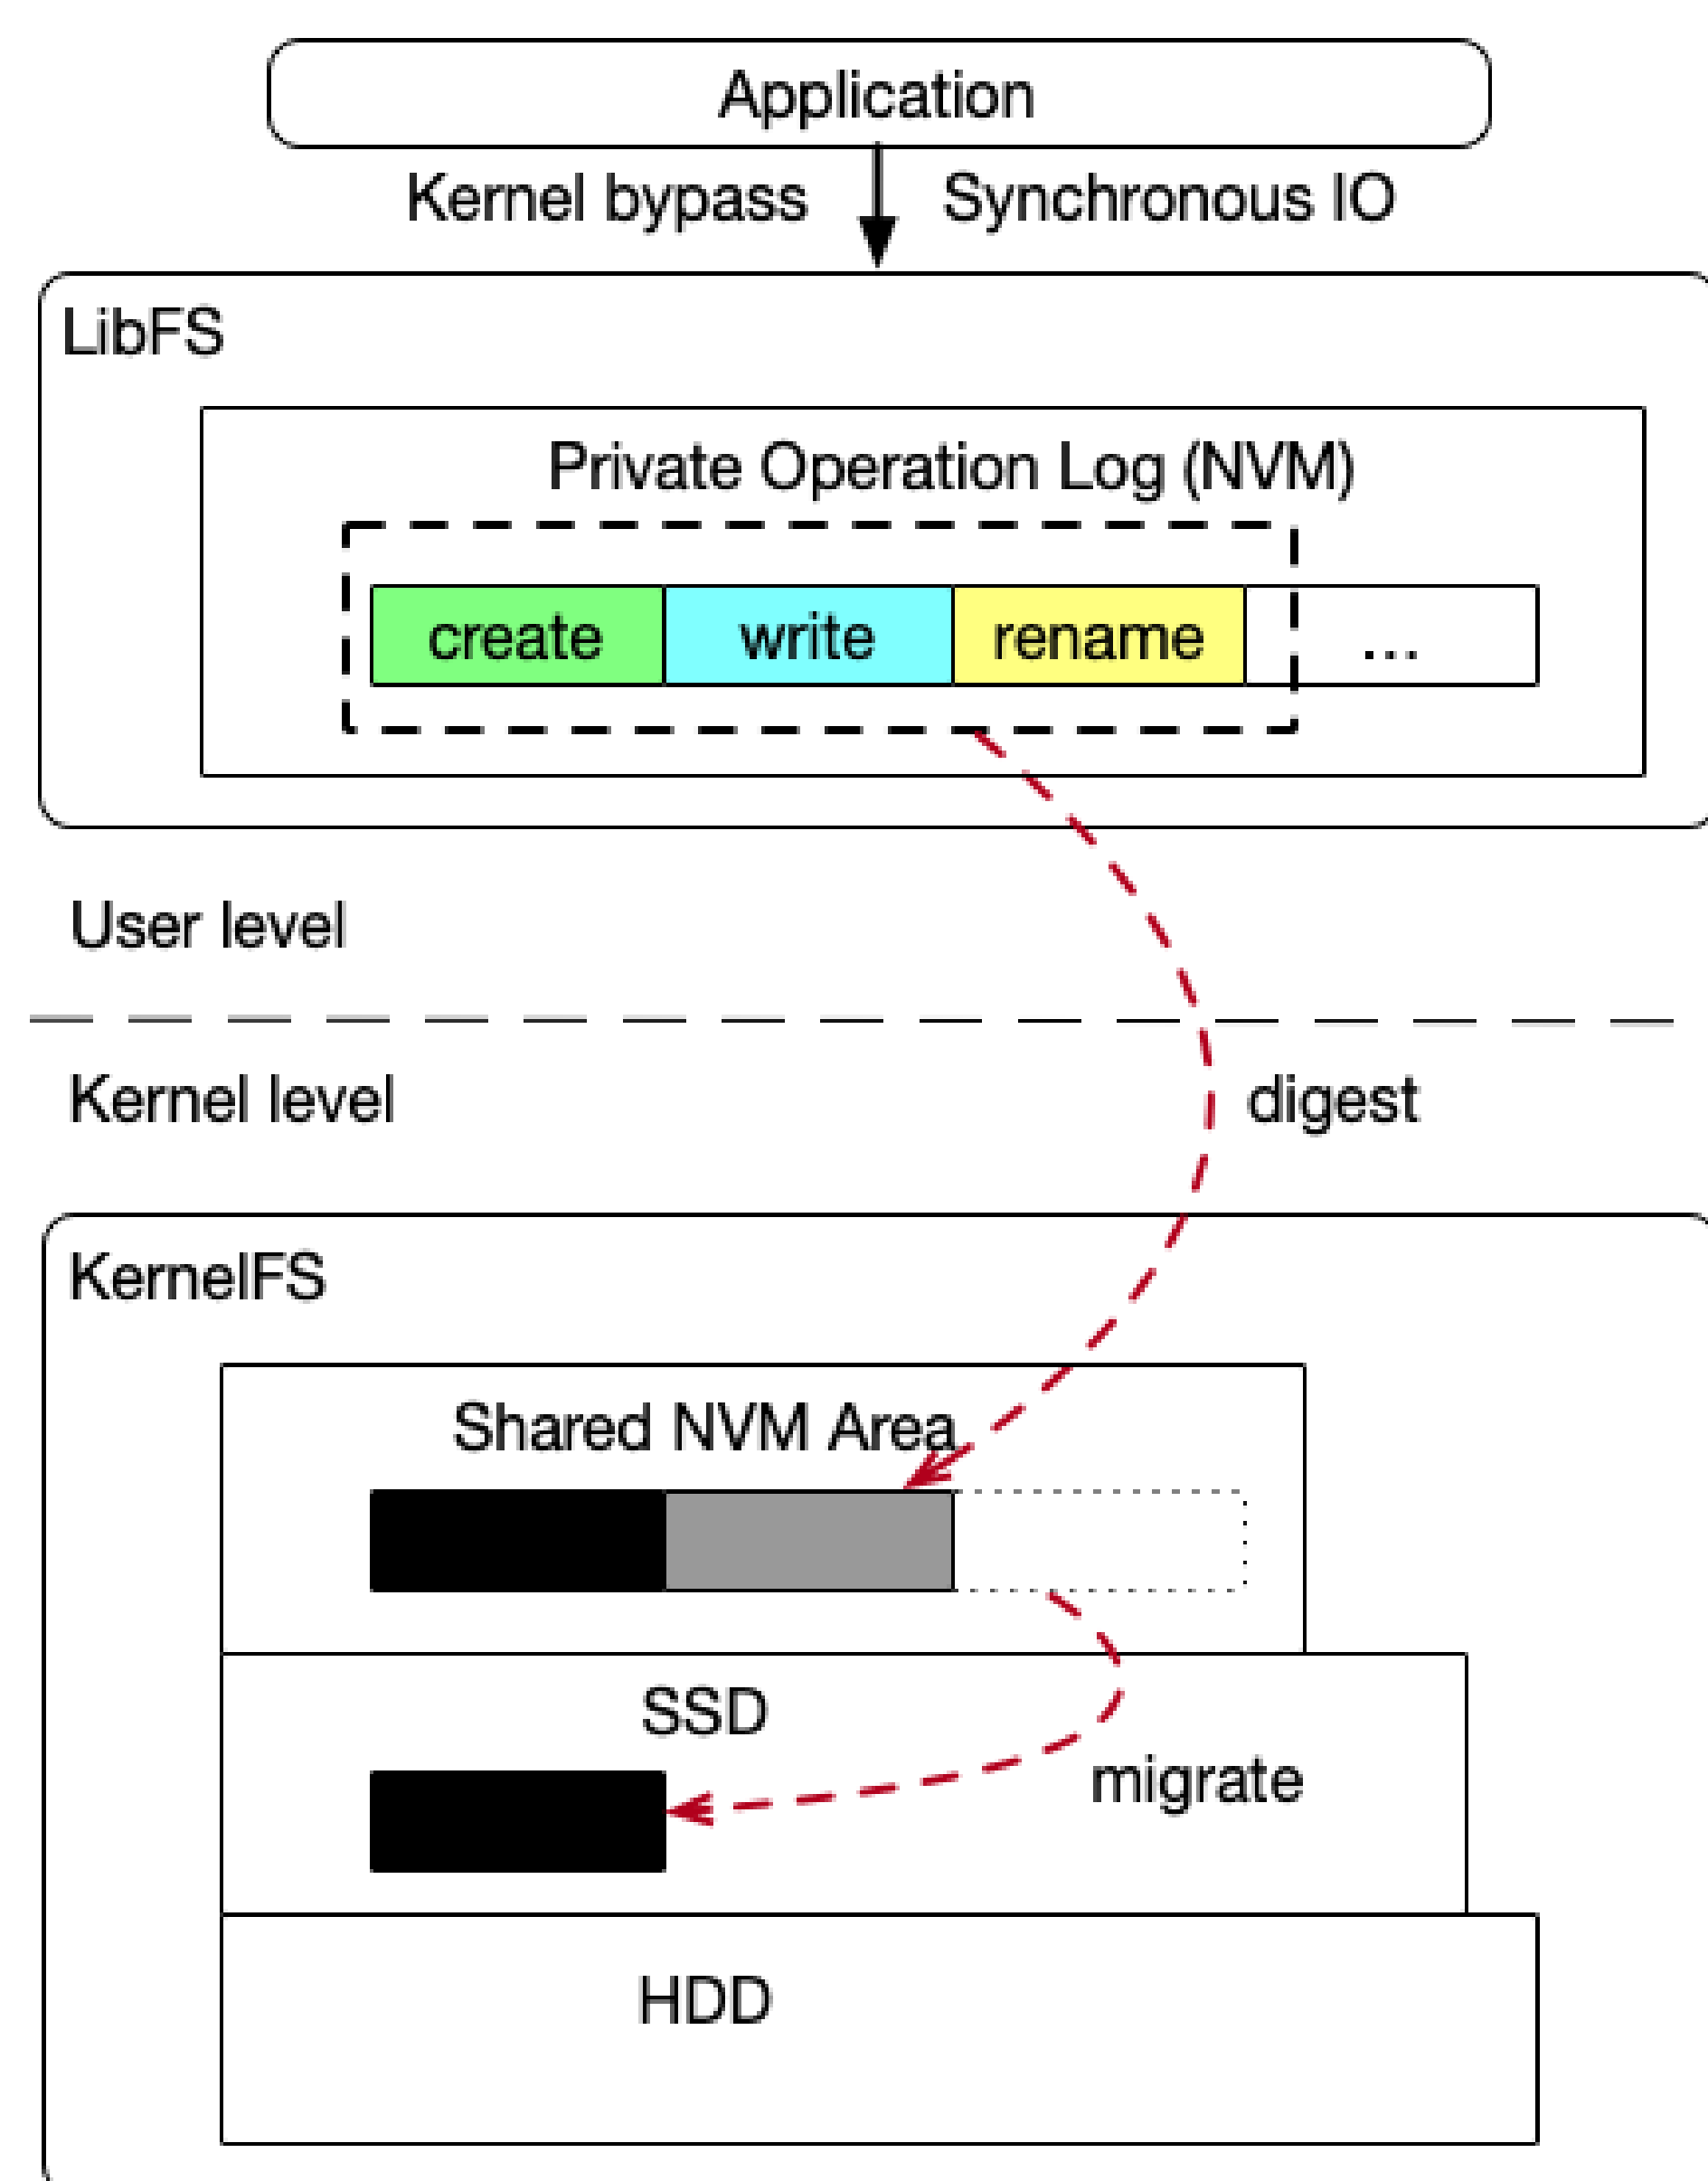 Application
Kernel bypass Synchronous IO
LibFS
Private Operation Log (NVM)
create write rename ...
User level
Kernel level
digest
KernelFS
Shared NVM Area
SSD
migrate
HDD